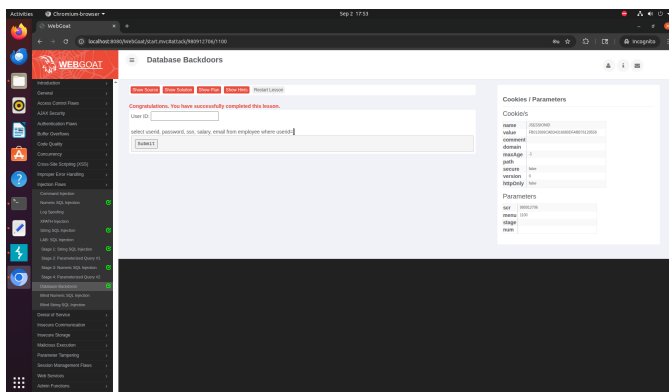 Activities
Chromium-browser
Sep 2 17:53
WebGoat
localhost:8080/WebGoat/start.mvc#attack/980912706/1100
Incognito
WEBGOAT
Introduction
General
Access Control Flaws
AJAX Security
Authentication Flaws
Buffer Overflows
Code Quality
Concurrency
Cross-Site Scripting (XSS)
Improper Error Handling
Injection Flaws
Command Injection
Numeric SQL Injection
Log Spoofing
XPATH Injection
String SQL Injection
LAB: SQL Injection
Stage 1: String SQL Injection
Stage 2: Parameterized Query #1
Stage 3: Numeric SQL Injection
Stage 4: Parameterized Query #2
Database Backdoors
Blind Numeric SQL Injection
Blind String SQL Injection
Denial of Service
Insecure Communication
Insecure Storage
Malicious Execution
Parameter Tampering
Session Management Flaws
Web Services
Admin Functions
Database Backdoors
Show Source
Show Solution
Show Plan
Show Hints
Restart Lesson
Congratulations. You have successfully completed this lesson.
User ID:
select userid, password, ssn, salary, email from employee where userid=
Submit
Cookies / Parameters
Cookie/s
name JSESSIONID
value
comment
domain
maxAge -1
path
secure false
version 0
httpOnly false
Parameters
scr 980912706
menu 1100
stage
num